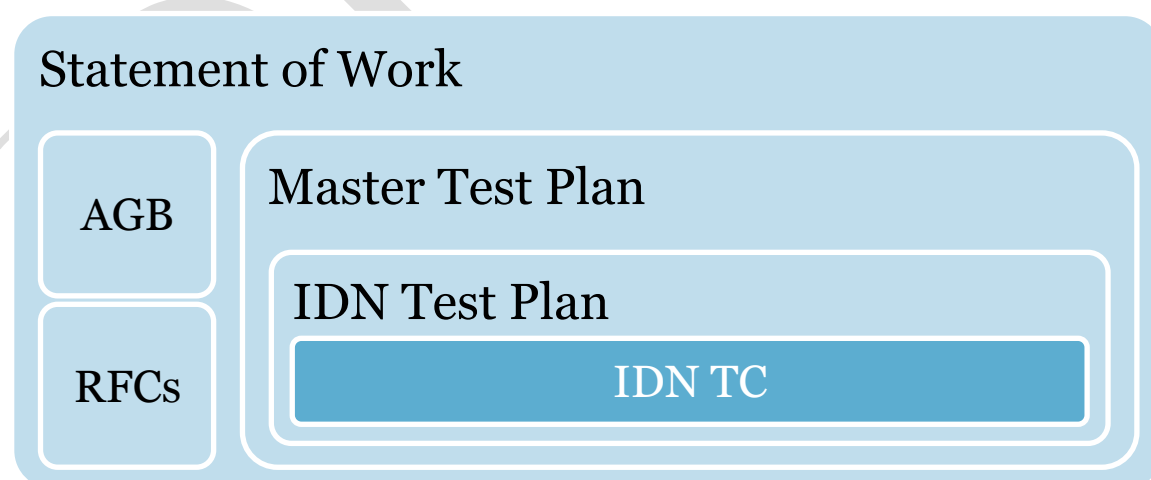 Statement of Work
AGB
RFCs
Master Test Plan
IDN Test Plan
IDN TC